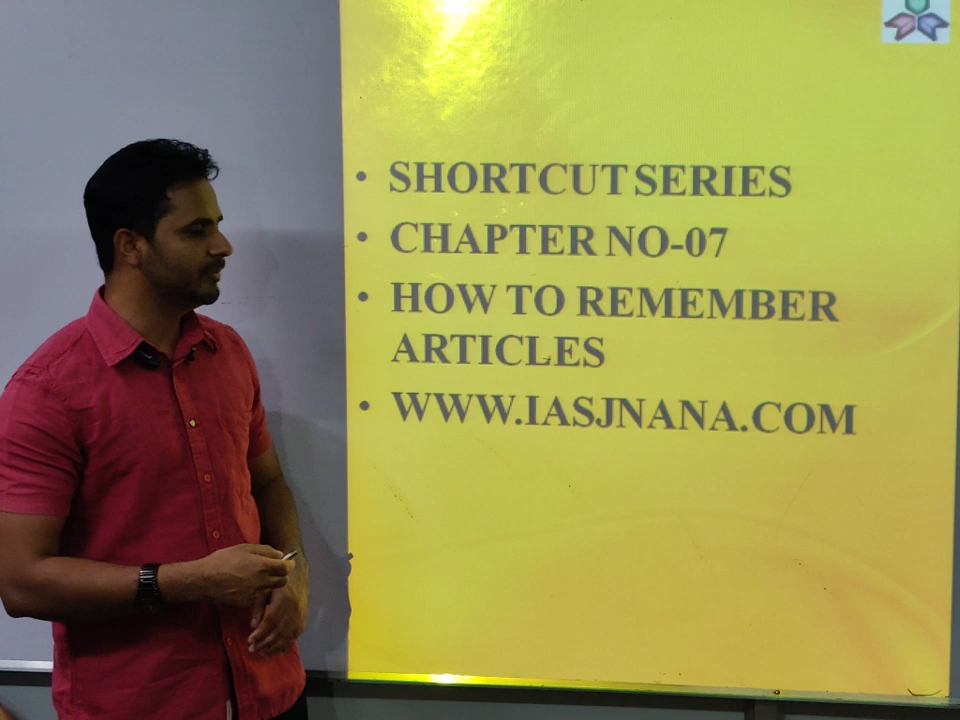 • SHORTCUT SERIES
• CHAPTER NO-07
• HOW TO REMEMBER
ARTICLES
• WWW.IASJNANA.COM